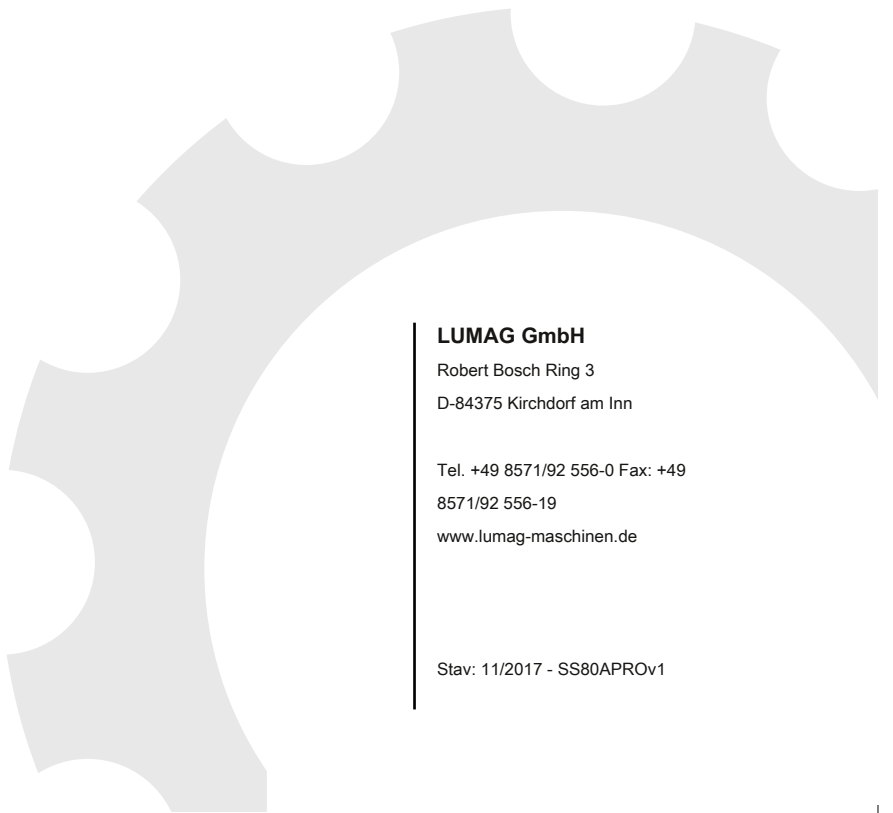 LUMAG GmbH
Robert Bosch Ring 3
D-84375 Kirchdorf am Inn
Tel. +49 8571/92 556-0 Fax: +49
8571/92 556-19
www.lumag-maschinen.de
Stav: 11/2017 - SS80APROv1